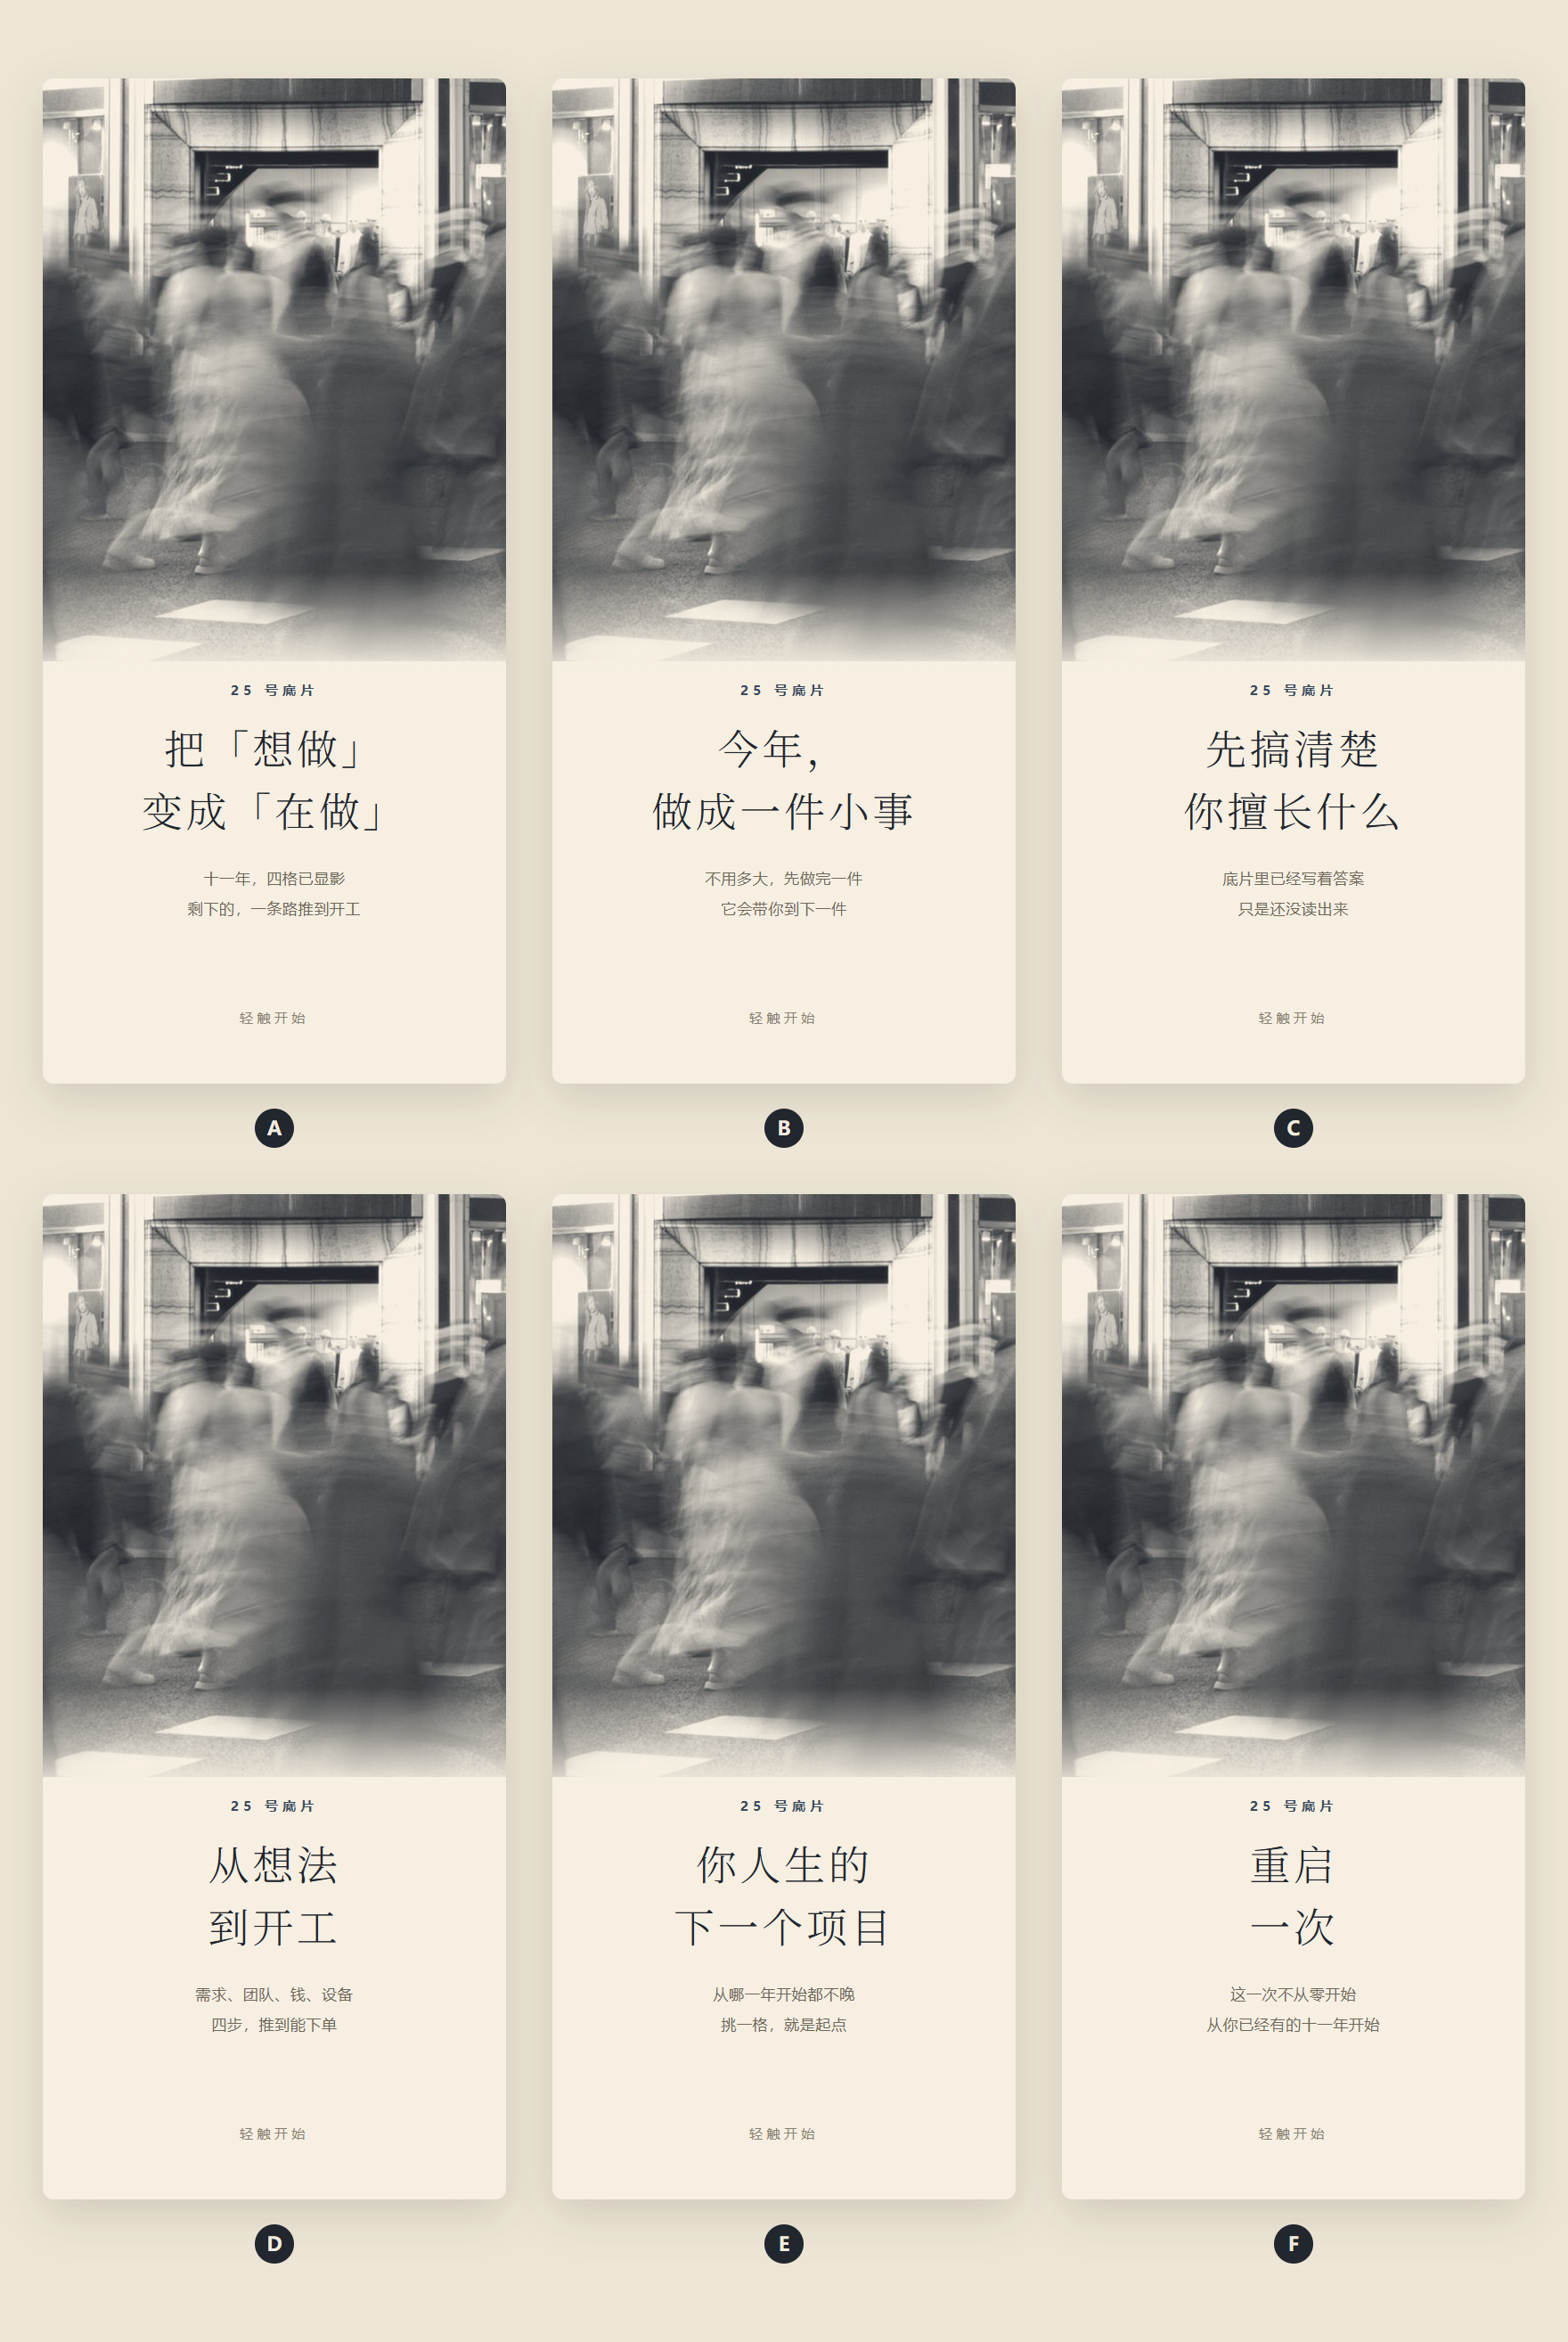 25 号底片
把「想做」
变成「在做」
十一年，四格已显影
剩下的，一条路推到开工
轻触开始
A
25 号底片
今年，
做成一件小事
不用多大，先做完一件
它会带你到下一件
轻触开始
B
25 号底片
先搞清楚
你擅长什么
底片里已经写着答案
只是还没读出来
轻触开始
C
25 号底片
从想法
到开工
需求、团队、钱、设备
四步，推到能下单
轻触开始
D
25 号底片
你人生的
下一个项目
从哪一年开始都不晚
挑一格，就是起点
轻触开始
E
25 号底片
重启
一次
这一次不从零开始
从你已经有的十一年开始
轻触开始
F